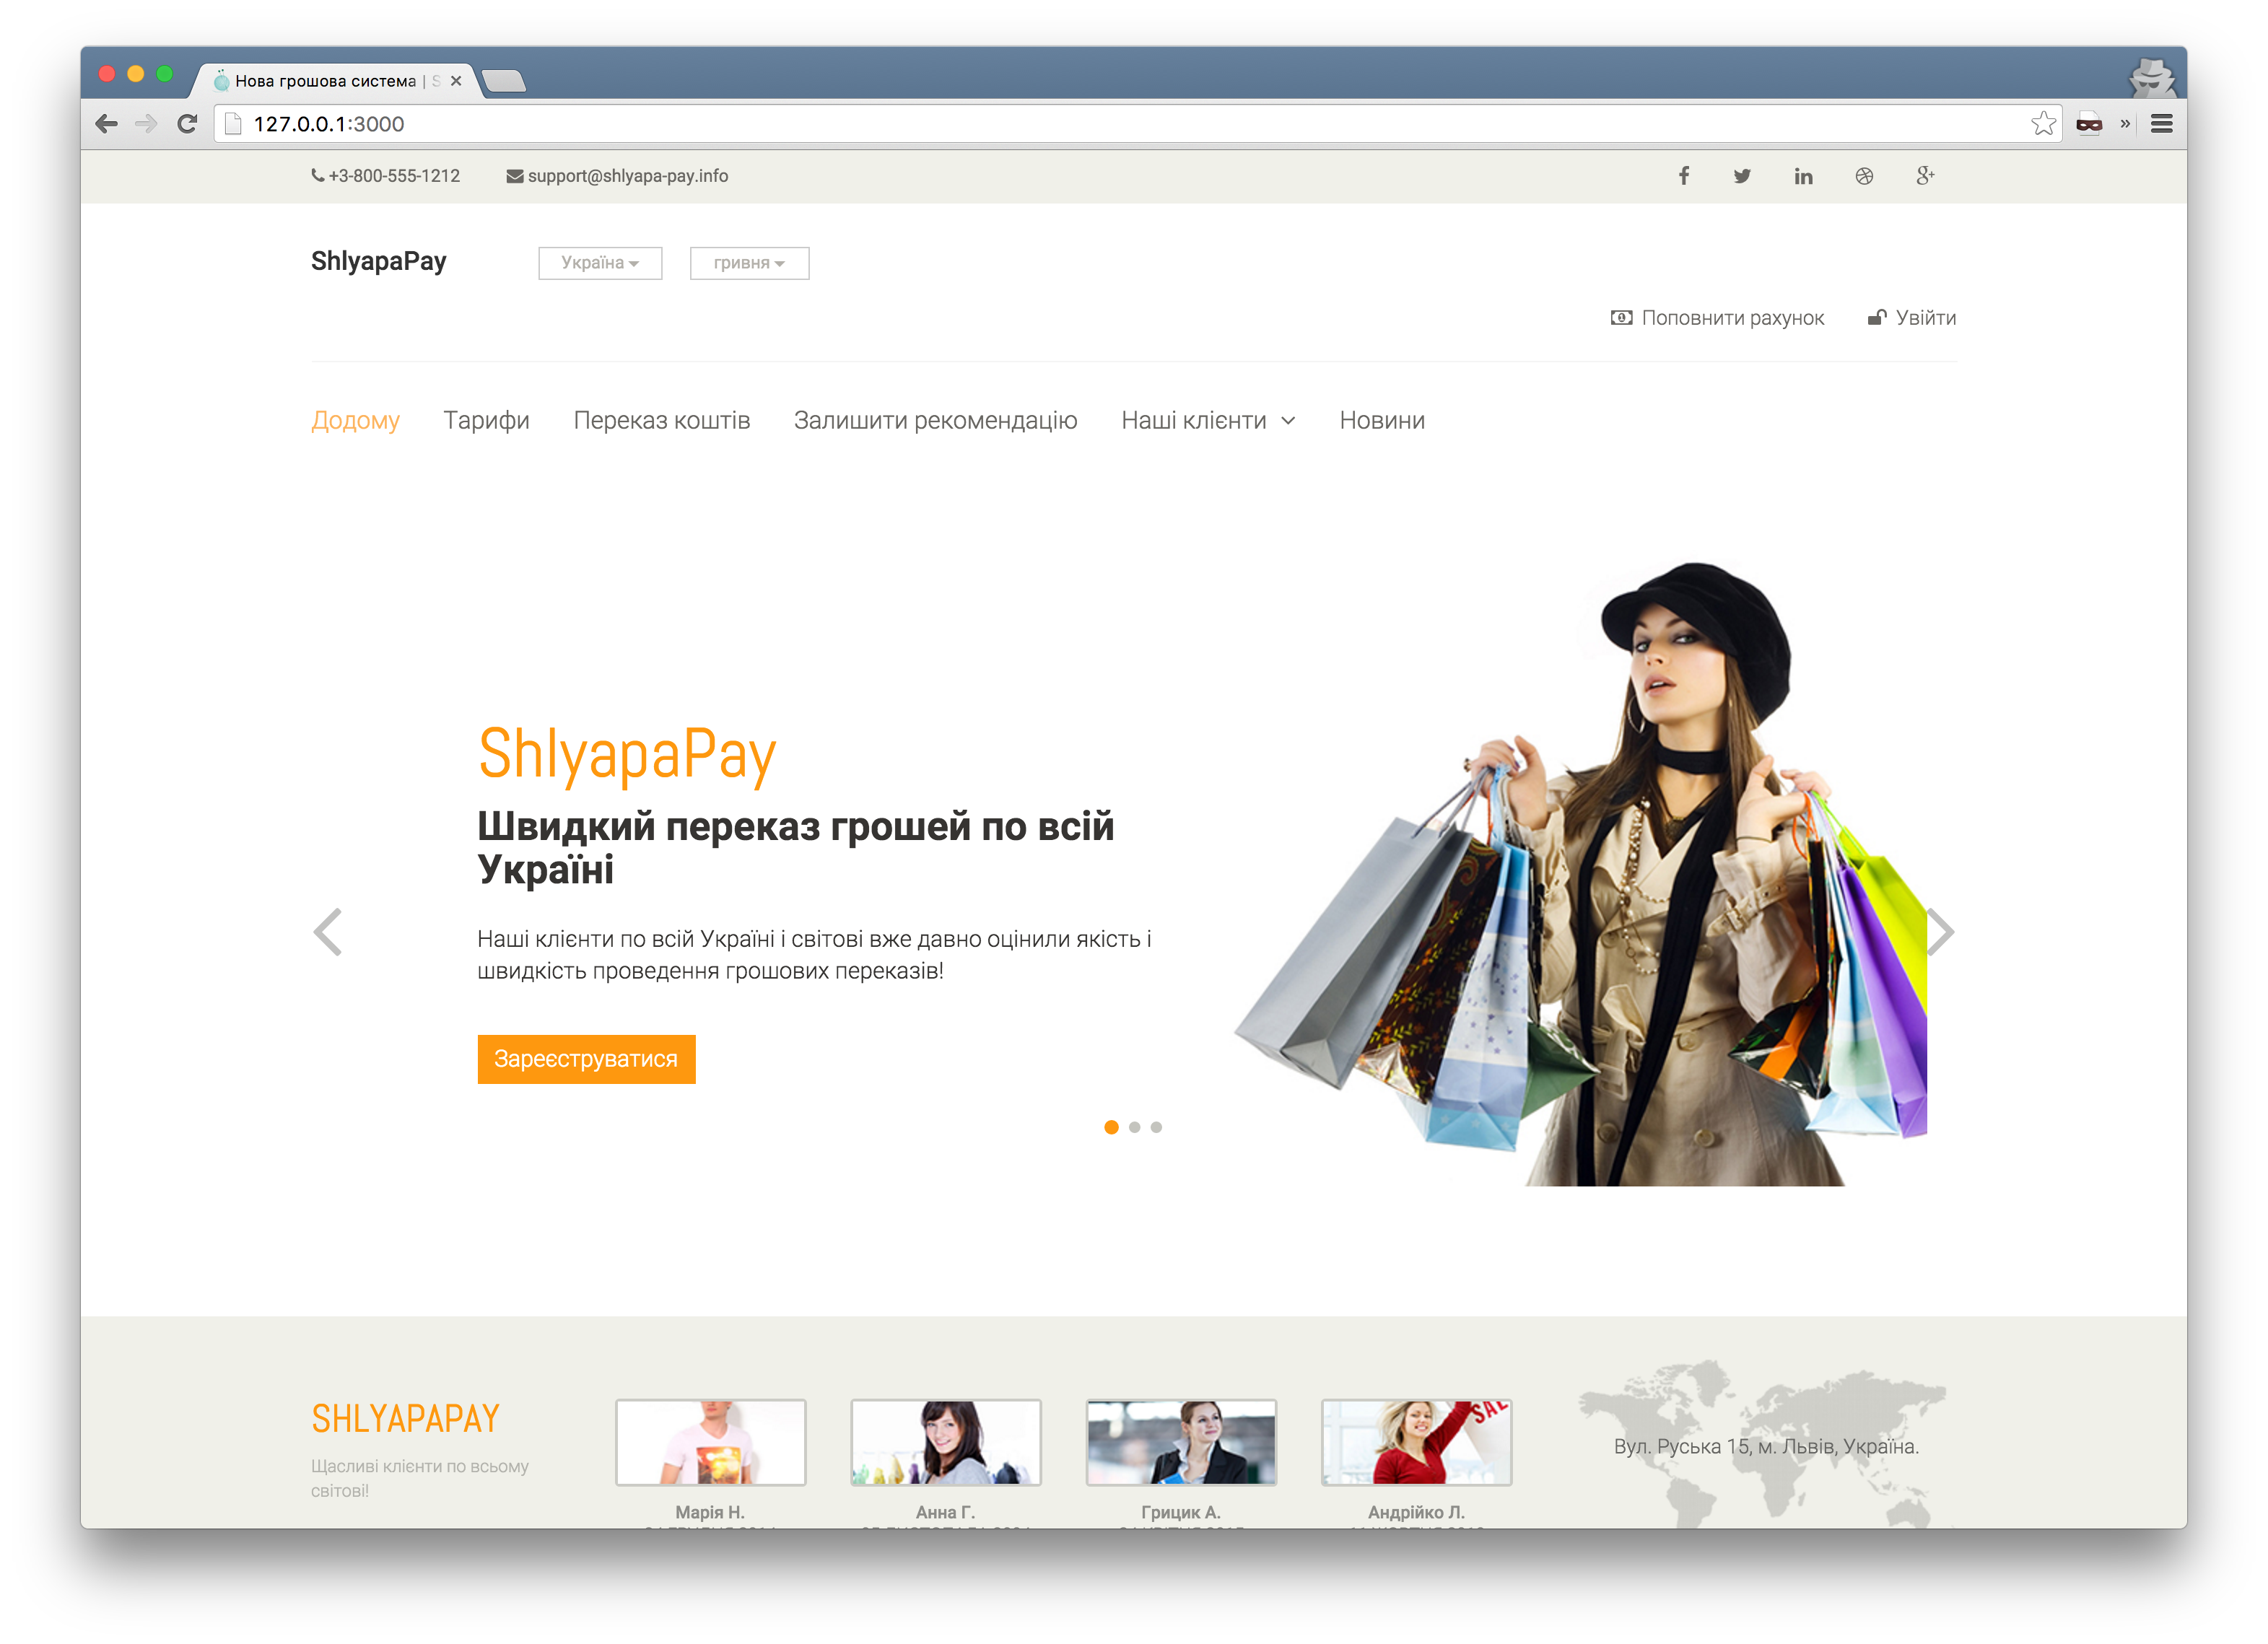 Нова грошова система | S
127.0.0.1:3000
+3-800-555-1212 support@shlyapa-pay.info
ShlyapaPay Україна гривня
Поповнити рахунок Увійти
Додому Тарифи Переказ коштів Залишити рекомендацію Наші клієнти Новини
ShlyapaPay
Швидкий переказ грошей по всій
Україні
Наші клієнти по всій Україні і світові вже давно оцінили якість і
швидкість проведення грошових переказів!
Зареєструватися
SHLYAPAPAY
Щасливі клієнти по всьому
світові!
SALE
Вул. Руська 15, м. Львів, Україна.
Марія Н. Анна Г. Грицик А. Андрійко Л.